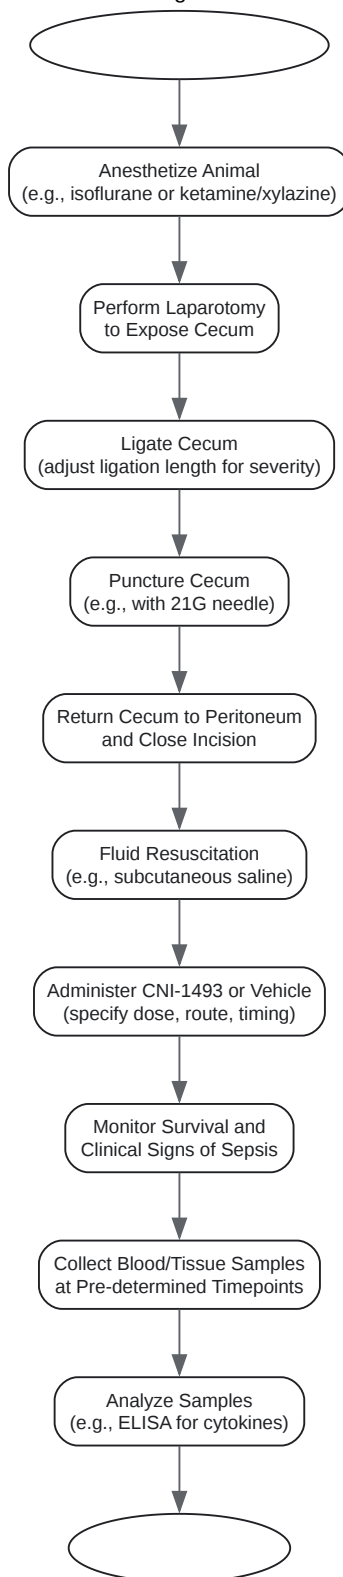 Anesthetize Animal
(e.g., isoflurane or ketamine/xylazine)
Perform Laparotomy
to Expose Cecum
Ligate Cecum
(adjust ligation length for severity)
Puncture Cecum
(e.g., with 21G needle)
Return Cecum to Peritoneum
and Close Incision
Fluid Resuscitation
(e.g., subcutaneous saline)
Administer CNI-1493 or Vehicle
(specify dose, route, timing)
Monitor Survival and
Clinical Signs of Sepsis
Collect Blood/Tissue Samples
at Pre-determined Timepoints
Analyze Samples
(e.g., ELISA for cytokines)